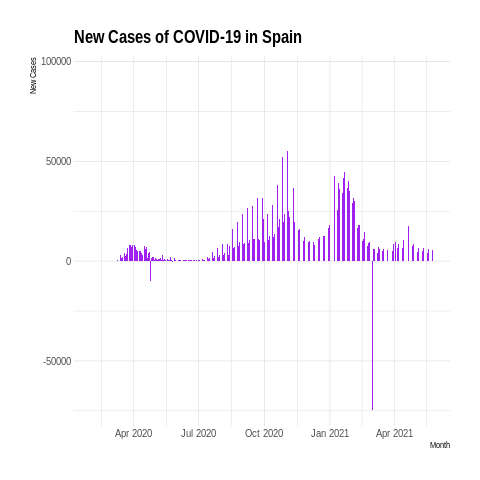 New Cases of COVID-19 in Spain
New Cases
100000
50000
0
-50000
Apr 2020 Jul 2020 Oct 2020 Jan 2021 Apr 2021
Month